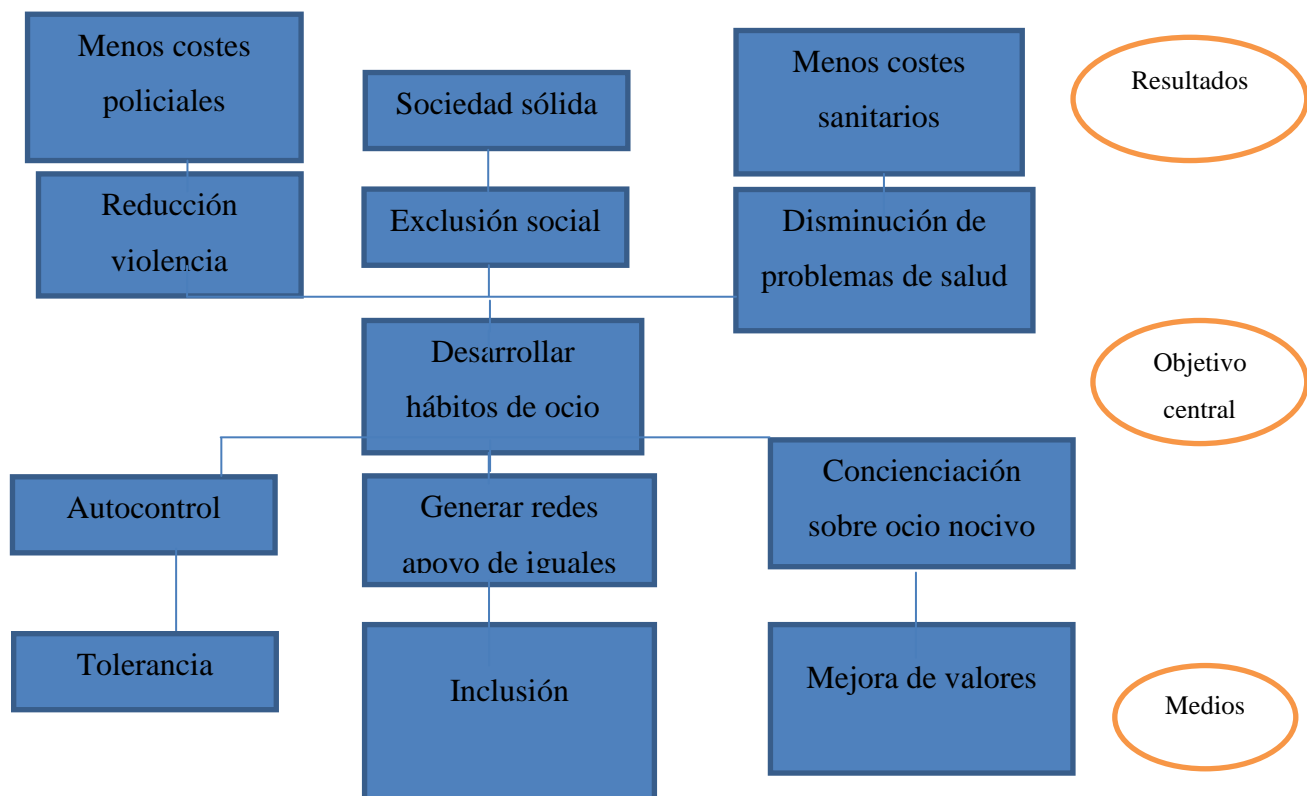 Menos costes
policiales
Sociedad sólida
Menos costes
sanitarios
Resultados
Reducción
violencia
Exclusión social
Disminución de
problemas de salud
Desarrollar
hábitos de ocio
Objetivo
central
Autocontrol
Generar redes
apoyo de iguales
Concienciación
sobre ocio nocivo
Tolerancia
Inclusión
Mejora de valores
Medios